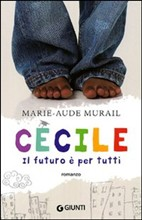 MARIE-AUDE MURAIL
CÉCILE
Il futuro è per tutti
romanzo
GIUNTI